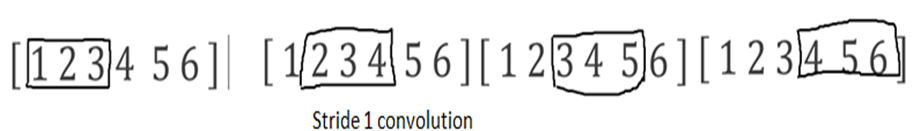 [1 2 3 4 5 6] [1 2 3 4 5 6][1 2 3 4 5 6][1 2 3 4 5 6]
Stride 1 convolution